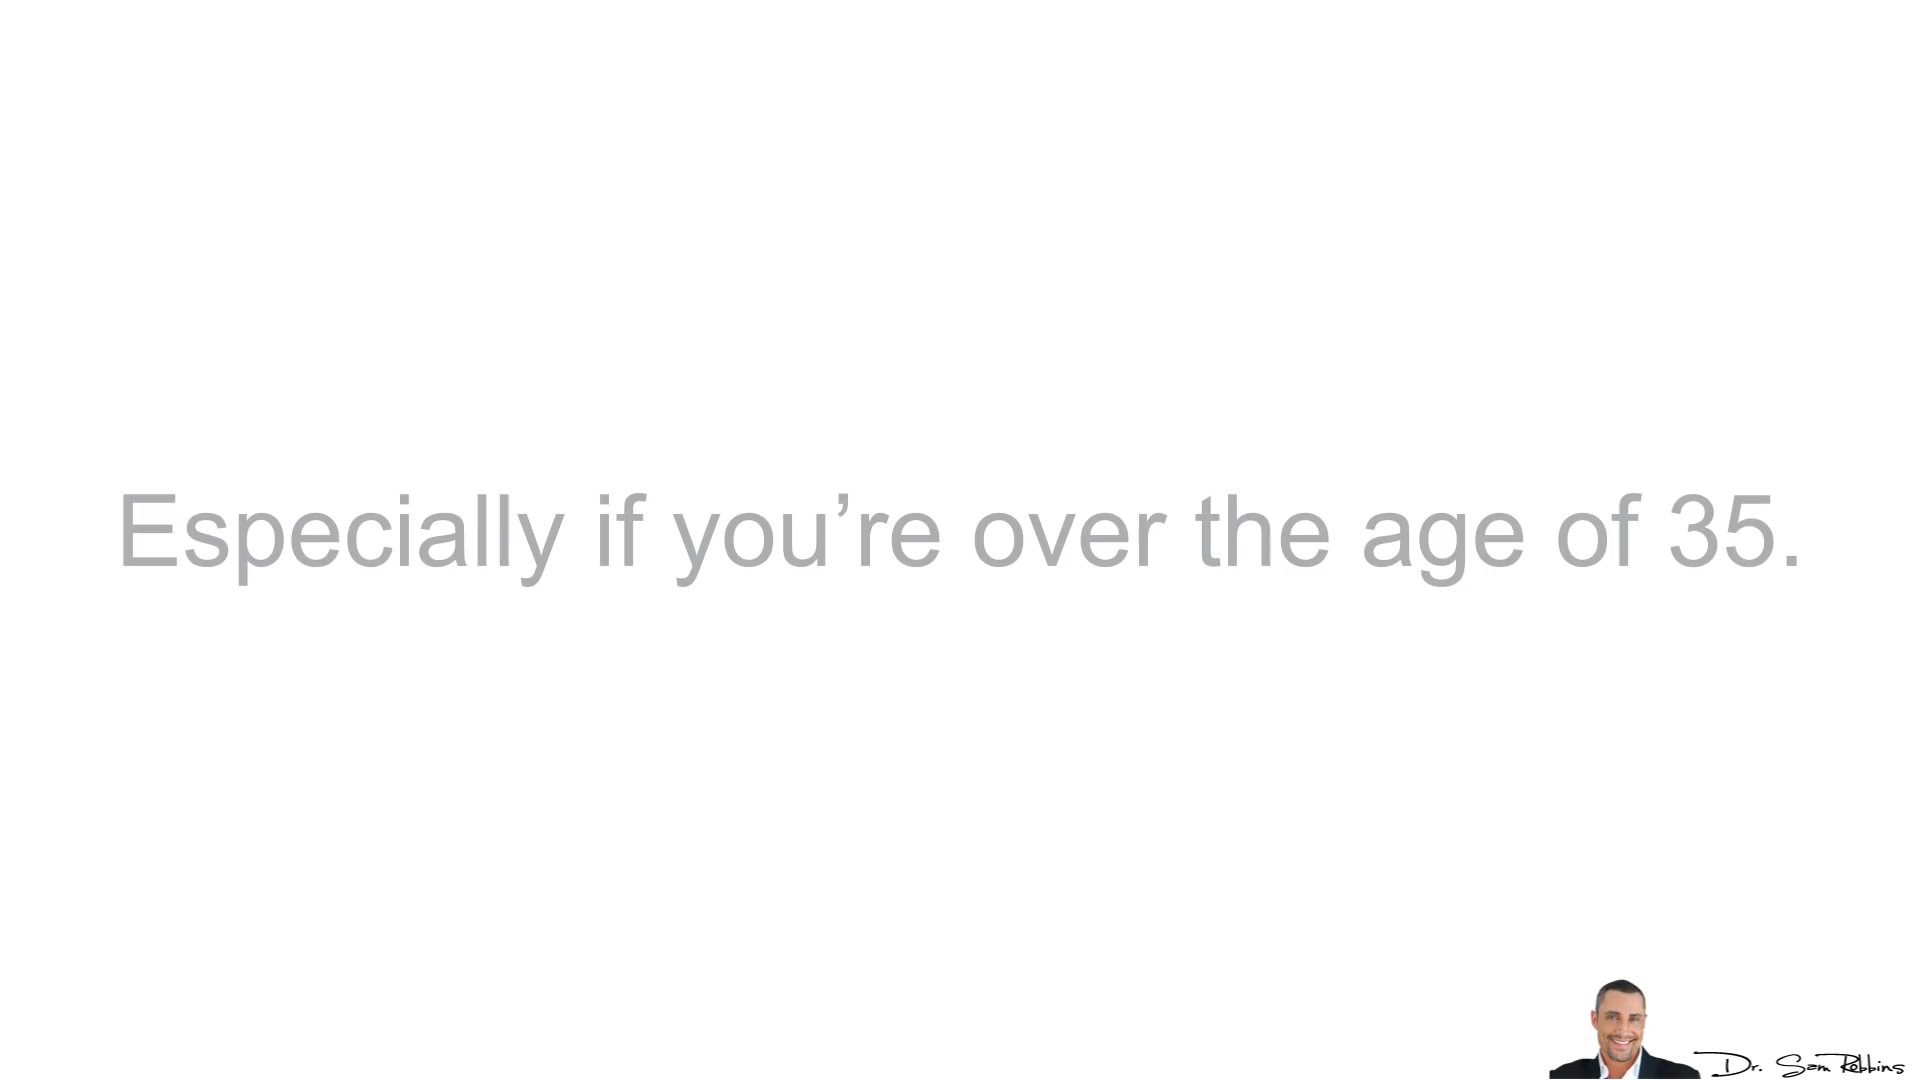 Especially if you’re over the age of 35.
Dr. Sam Robbins